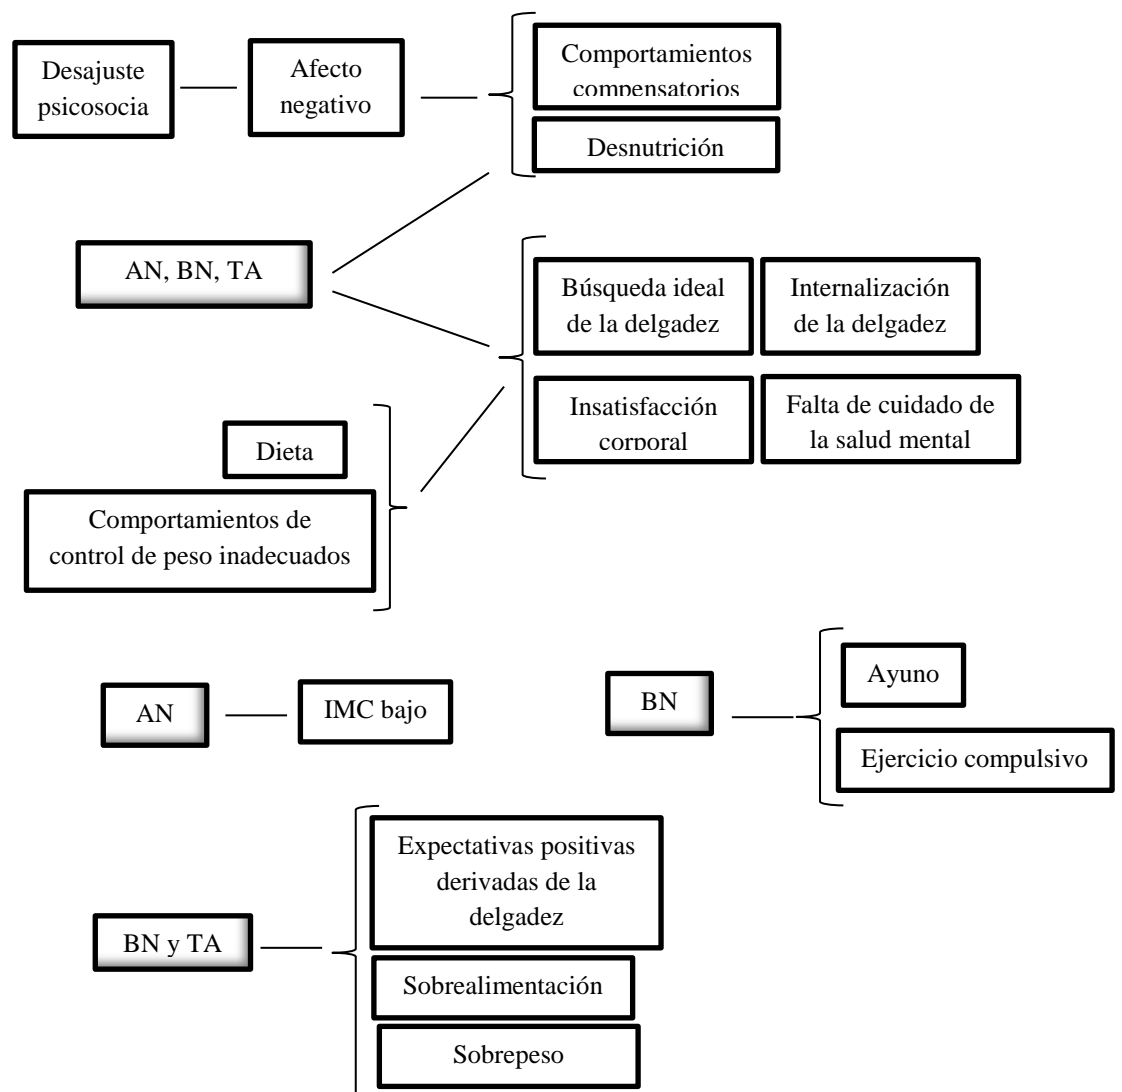 Desajuste
psicosocia
Afecto
negativo
Comportamientos
compensatorios
Desnutrición
AN, BN, TA
Búsqueda ideal
de la delgadez
Internalización
de la delgadez
Insatisfacción
corporal
Falta de cuidado de
la salud mental
Dieta
Comportamientos de
control de peso inadecuados
AN
IMC bajo
BN
Ayuno
Ejercicio compulsivo
BN y TA
Expectativas positivas
derivadas de la
delgadez
Sobrealimentación
Sobrepeso